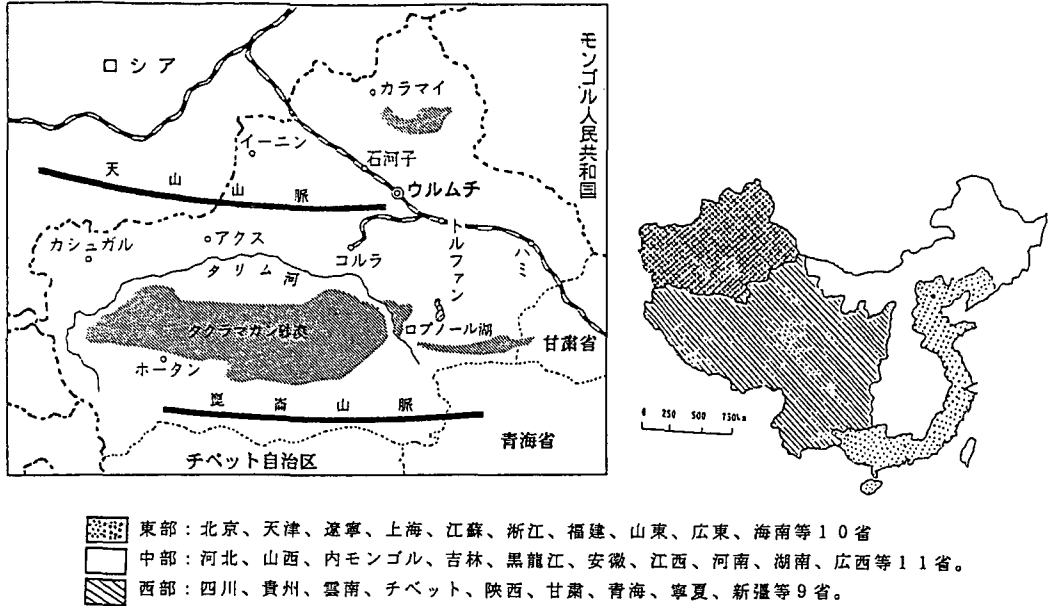 ロシア
モンゴル人民共和国
カラマイ
イーニン
石河子
天山山脈
ウルムチ
カシュガル
アクス
コルラ
トルファン
ハミ
タリム河
タクラマカン砂漠
ロプノール湖
甘粛省
ホータン
崑崙山脈
青海省
チベット自治区
0 250 500 750km
東部：北京、天津、遼寧、上海、江蘇、浙江、福建、山東、広東、海南等10省
中部：河北、山西、内モンゴル、吉林、黒龍江、安徽、江西、河南、湖南、広西等11省。
西部：四川、貴州、雲南、チベット、陝西、甘粛、青海、寧夏、新疆等9省。